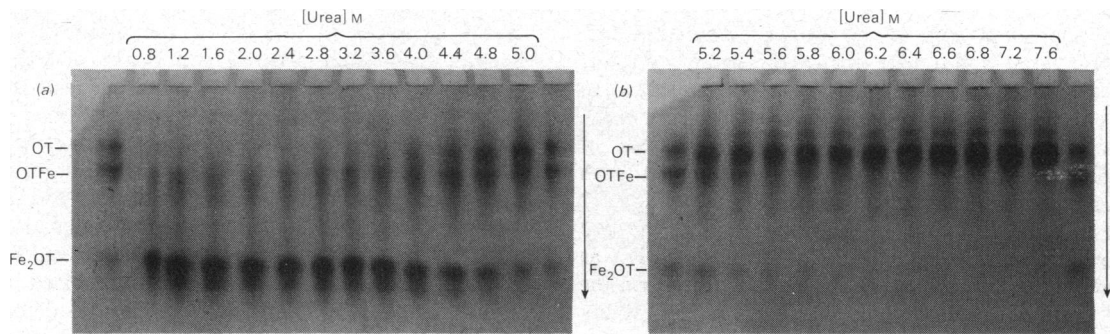 [Urea] M
0.8 1.2 1.6 2.0 2.4 2.8 3.2 3.6 4.0 4.4 4.8 5.0
(a)
OT
OTFe
Fe₂OT
[Urea] M
5.2 5.4 5.6 5.8 6.0 6.2 6.4 6.6 6.8 7.2 7.6
(b)
OT
OTFe
Fe₂OT